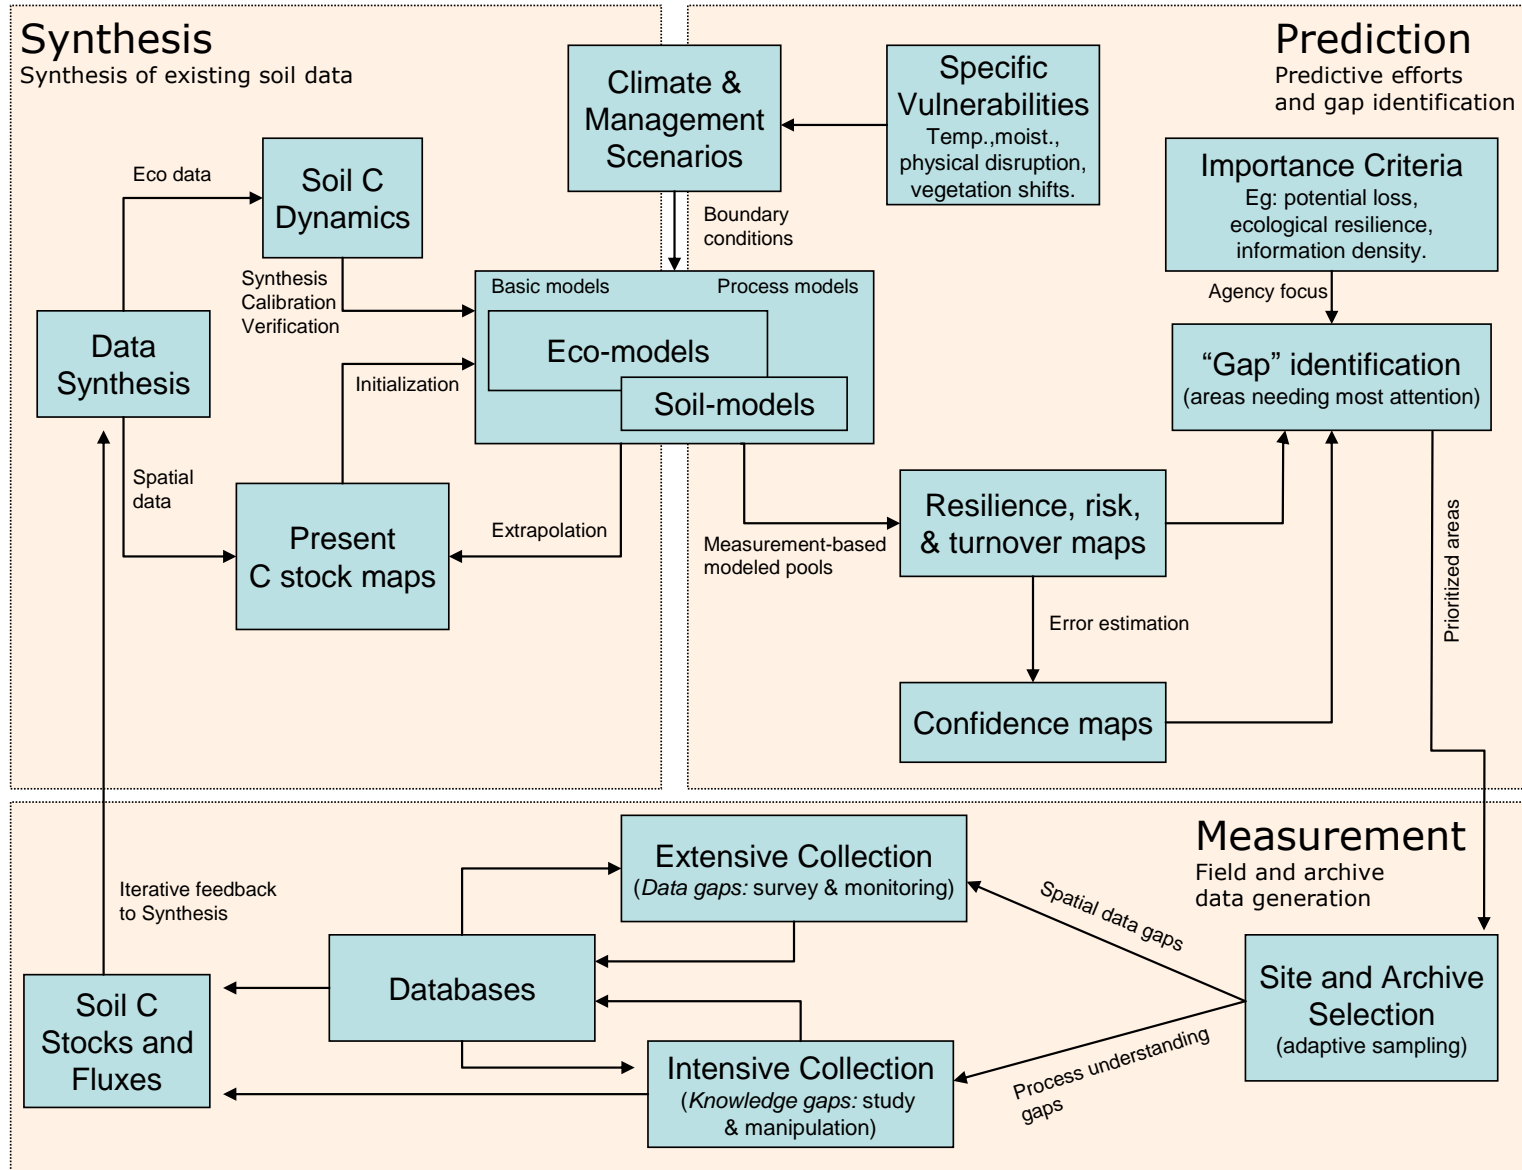 Synthesis
Synthesis of existing soil data
Prediction
Predictive efforts
and gap identification
Climate &
Management
Scenarios
Specific
Vulnerabilities
Temp.,moist.,
physical disruption,
vegetation shifts.
Importance Criteria
Eg: potential loss,
ecological resilience,
information density.
Eco data
Soil C
Dynamics
Boundary
conditions
Agency focus
Synthesis
Calibration
Verification
Basic models
Process models
Eco-models
Soil-models
Data
Synthesis
Initialization
“Gap” identification
(areas needing most attention)
Spatial
data
Present
C stock maps
Extrapolation
Measurement-based
modeled pools
Resilience, risk,
& turnover maps
Prioritized areas
Error estimation
Confidence maps
Measurement
Field and archive
data generation
Extensive Collection
(Data gaps: survey & monitoring)
Iterative feedback
to Synthesis
Spatial data gaps
Databases
Site and Archive
Selection
(adaptive sampling)
Soil C
Stocks and
Fluxes
Intensive Collection
(Knowledge gaps: study
& manipulation)
Process understanding
gaps